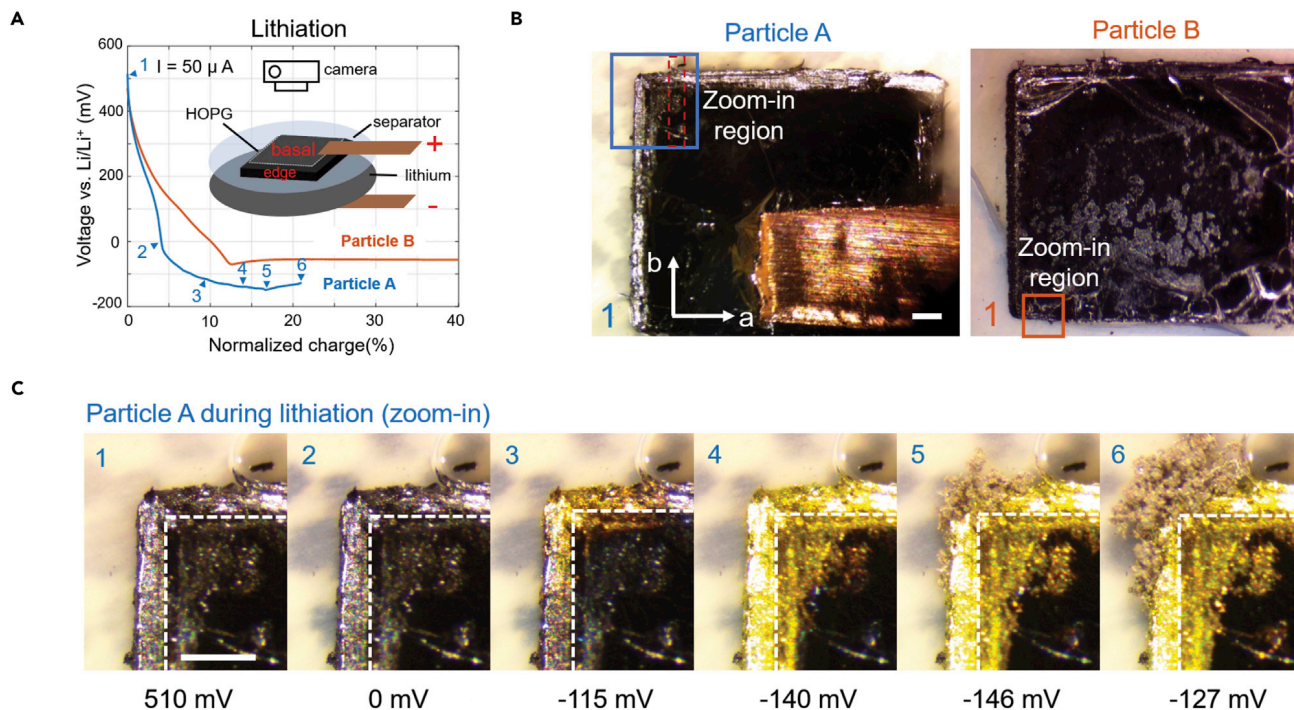 A
Lithiation
600
400
200
0
-200
Voltage vs. Li/Li⁺ (mV)
1
I = 50 μ A
camera
HOPG
separator
basal
+
edge
lithium
-
Particle B
2
3
4
5
6
Particle A
0
10
20
30
40
Normalized charge(%)
B
Particle A
Zoom-in
region
b
a
1
Particle B
Zoom-in
region
1
C
Particle A during lithiation (zoom-in)
1
2
3
4
5
6
510 mV
0 mV
-115 mV
-140 mV
-146 mV
-127 mV